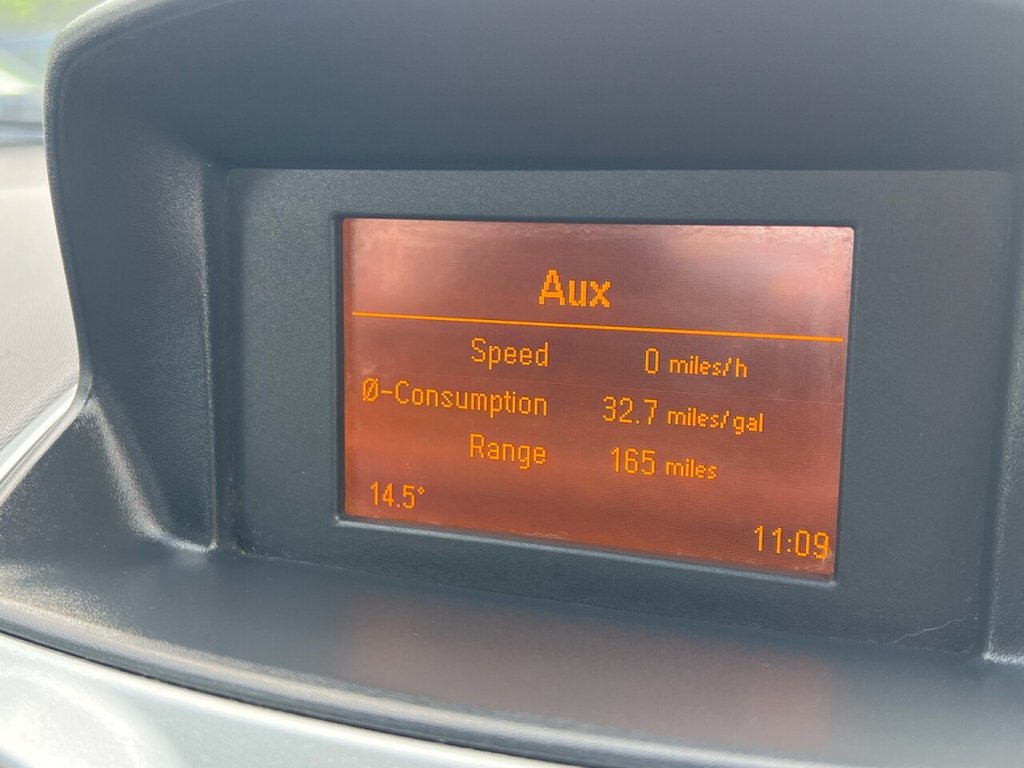 Aux
Speed 0 miles/h
Ø-Consumption 32.7 miles/gal
Range 165 miles
14.5° 11:09